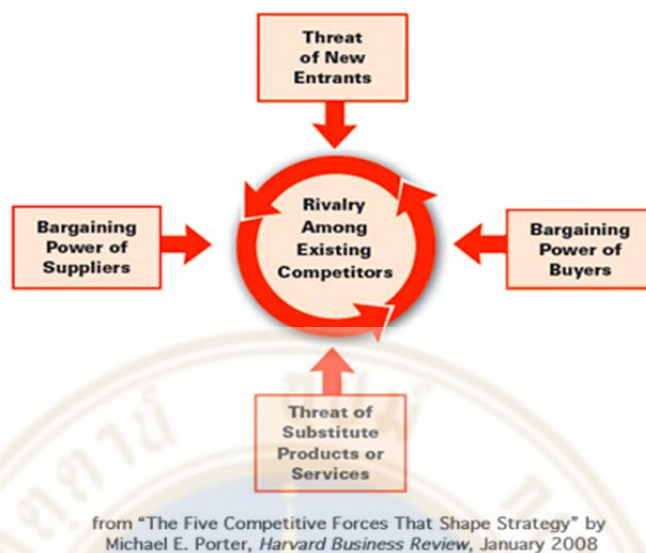 Threat
of New
Entrants
Bargaining
Power of
Suppliers
Rivalry
Among
Existing
Competitors
Bargaining
Power of
Buyers
Threat of
Substitute
Products or
Services
from “The Five Competitive Forces That Shape Strategy” by
Michael E. Porter, Harvard Business Review, January 2008